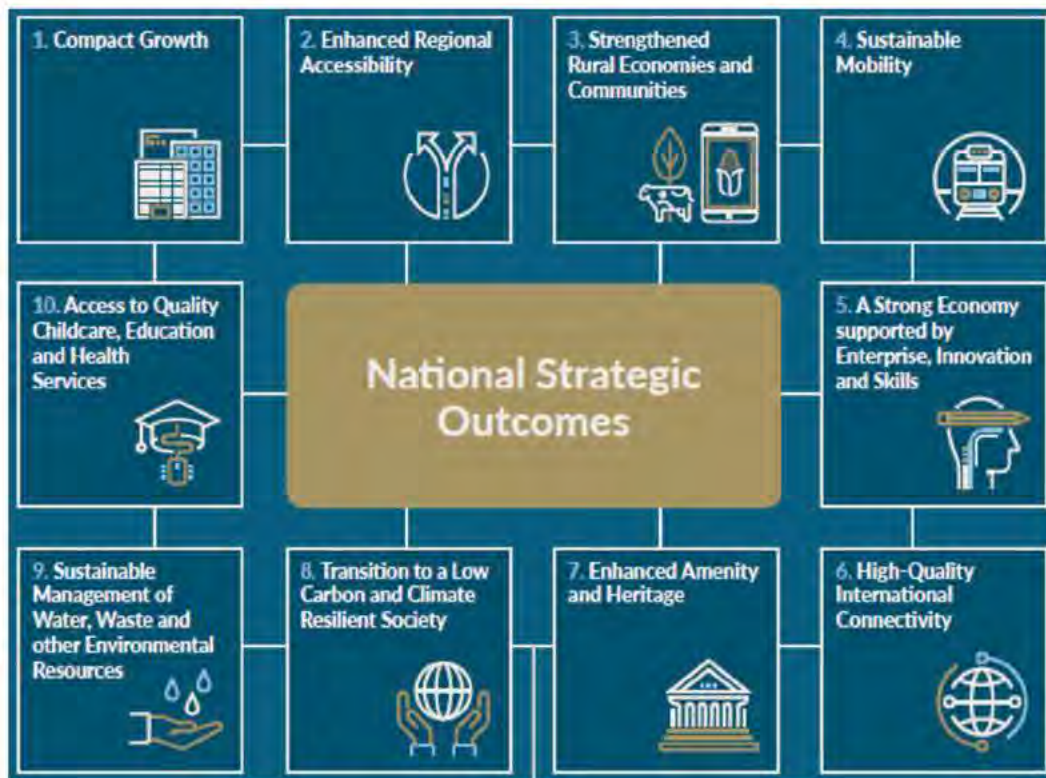 1. Compact Growth
2. Enhanced Regional
Accessibility
3. Strengthened
Rural Economies and
Communities
4. Sustainable
Mobility
10. Access to Quality
Childcare, Education
and Health
Services
National Strategic
Outcomes
5. A Strong Economy
supported by
Enterprise, Innovation
and Skills
9. Sustainable
Management of
Water, Waste and
other Environmental
Resources
8. Transition to a Low
Carbon and Climate
Resilient Society
7. Enhanced Amenity
and Heritage
6. High-Quality
International
Connectivity